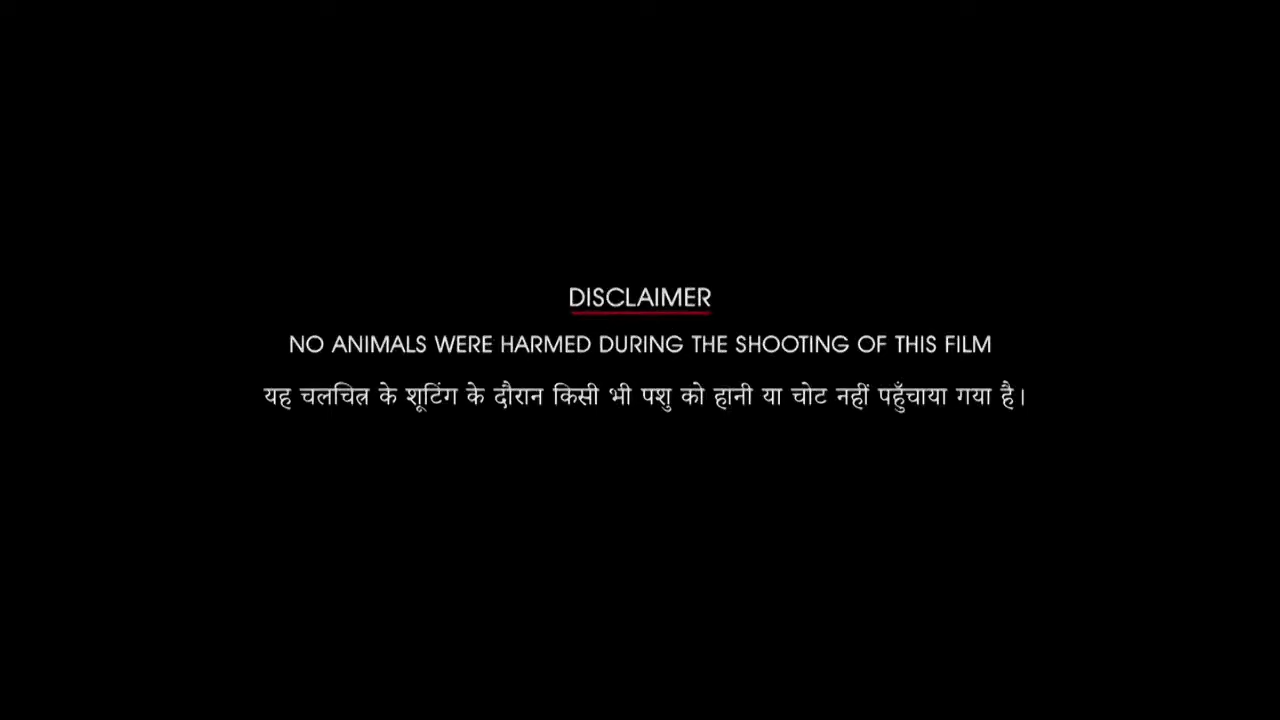 DISCLAIMER
NO ANIMALS WERE HARMED DURING THE SHOOTING OF THIS FILM
यह चलचित्र के शूटिंग के दौरान किसी भी पशु को हानी या चोट नहीं पहुँचाया गया है।